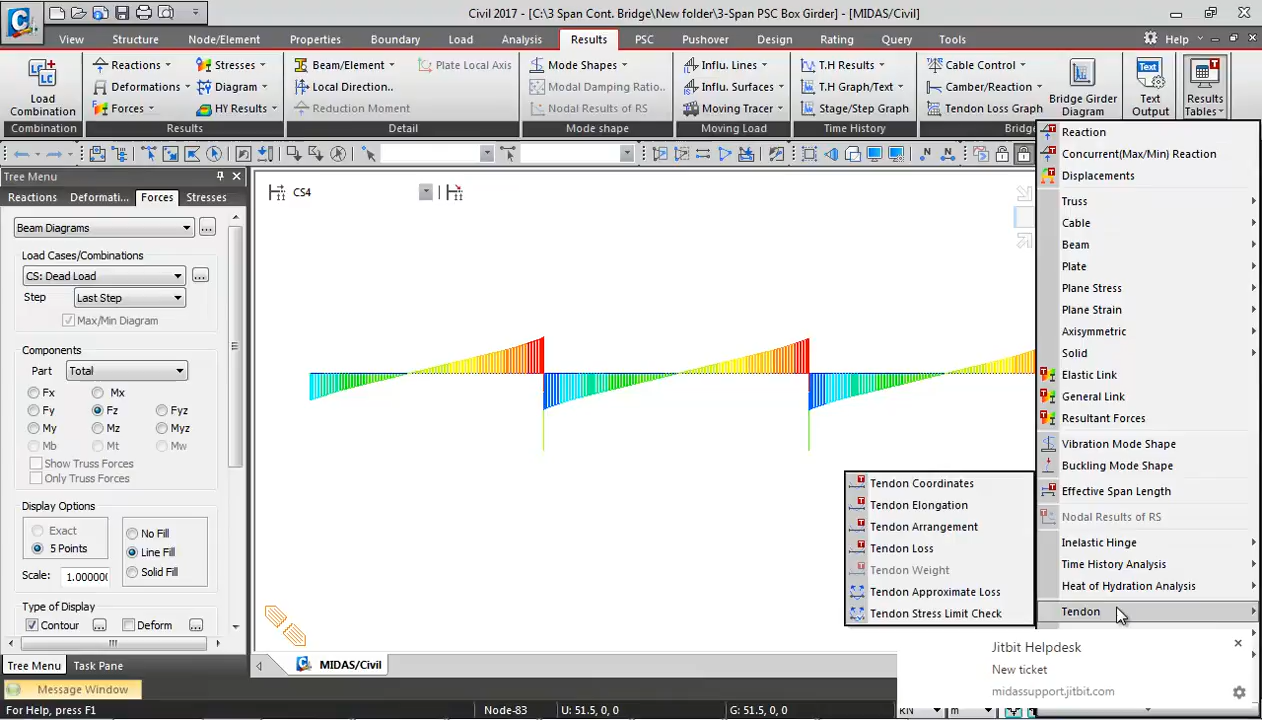 Civil 2017 - [C:\3 Span Cont. Bridge\New folder\3-Span PSC Box Girder] - [MIDAS/Civil]
View Structure Node/Element Properties Boundary Load Analysis Results PSC Pushover Design Rating Query Tools Help
Load Combination
Reactions
Deformations
Forces
Stresses
Diagram
HY Results
Beam/Element
Local Direction..
Reduction Moment
Plate Local Axis
Mode Shapes
Modal Damping Ratio..
Nodal Results of RS
Influ. Lines
Influ. Surfaces
Moving Tracer
T.H Results
T.H Graph/Text
Stage/Step Graph
Cable Control
Camber/Reaction
Tendon Loss Graph
Bridge Girder Diagram
Text Output
Results Tables
Combination Results Detail Mode shape Moving Load Time History Bridge
Tree Menu
Reactions Deformati... Forces Stresses
Beam Diagrams
...
Load Cases/Combinations
CS: Dead Load
...
Step Last Step
Max/Min Diagram
Components
Part Total
Fx Mx
Fy Fz Fyz
My Mz Myz
Mb Mt Mw
Show Truss Forces
Only Truss Forces
Display Options
Exact
5 Points
No Fill
Line Fill
Solid Fill
Scale: 1.00000
Type of Display
Contour ... Deform ...
Tree Menu Task Pane
Message Window
For Help, press F1
CS4
MIDAS/Civil
Node-83 U: 51.5, 0, 0 G: 51.5, 0, 0 KN m
Reaction
Concurrent(Max/Min) Reaction
Displacements
Truss
Cable
Beam
Plate
Plane Stress
Plane Strain
Axisymmetric
Solid
Elastic Link
General Link
Resultant Forces
Vibration Mode Shape
Buckling Mode Shape
Effective Span Length
Nodal Results of RS
Inelastic Hinge
Time History Analysis
Heat of Hydration Analysis
Tendon
Tendon Coordinates
Tendon Elongation
Tendon Arrangement
Tendon Loss
Tendon Weight
Tendon Approximate Loss
Tendon Stress Limit Check
Jitbit Helpdesk
New ticket
midassupport.jitbit.com